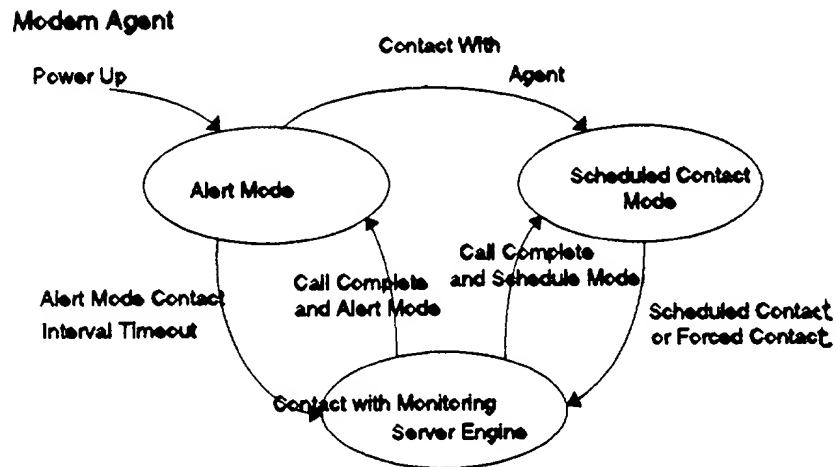 Modem Agent
Contact With
Agent
Power Up
Alert Mode
Scheduled Contact
Mode
Call Complete
and Schedule Mode
Call Complete
and Alert Mode
Alert Mode Contact
Interval Timeout
Scheduled Contact
or Forced Contact
Contact with Monitoring
Server Engine